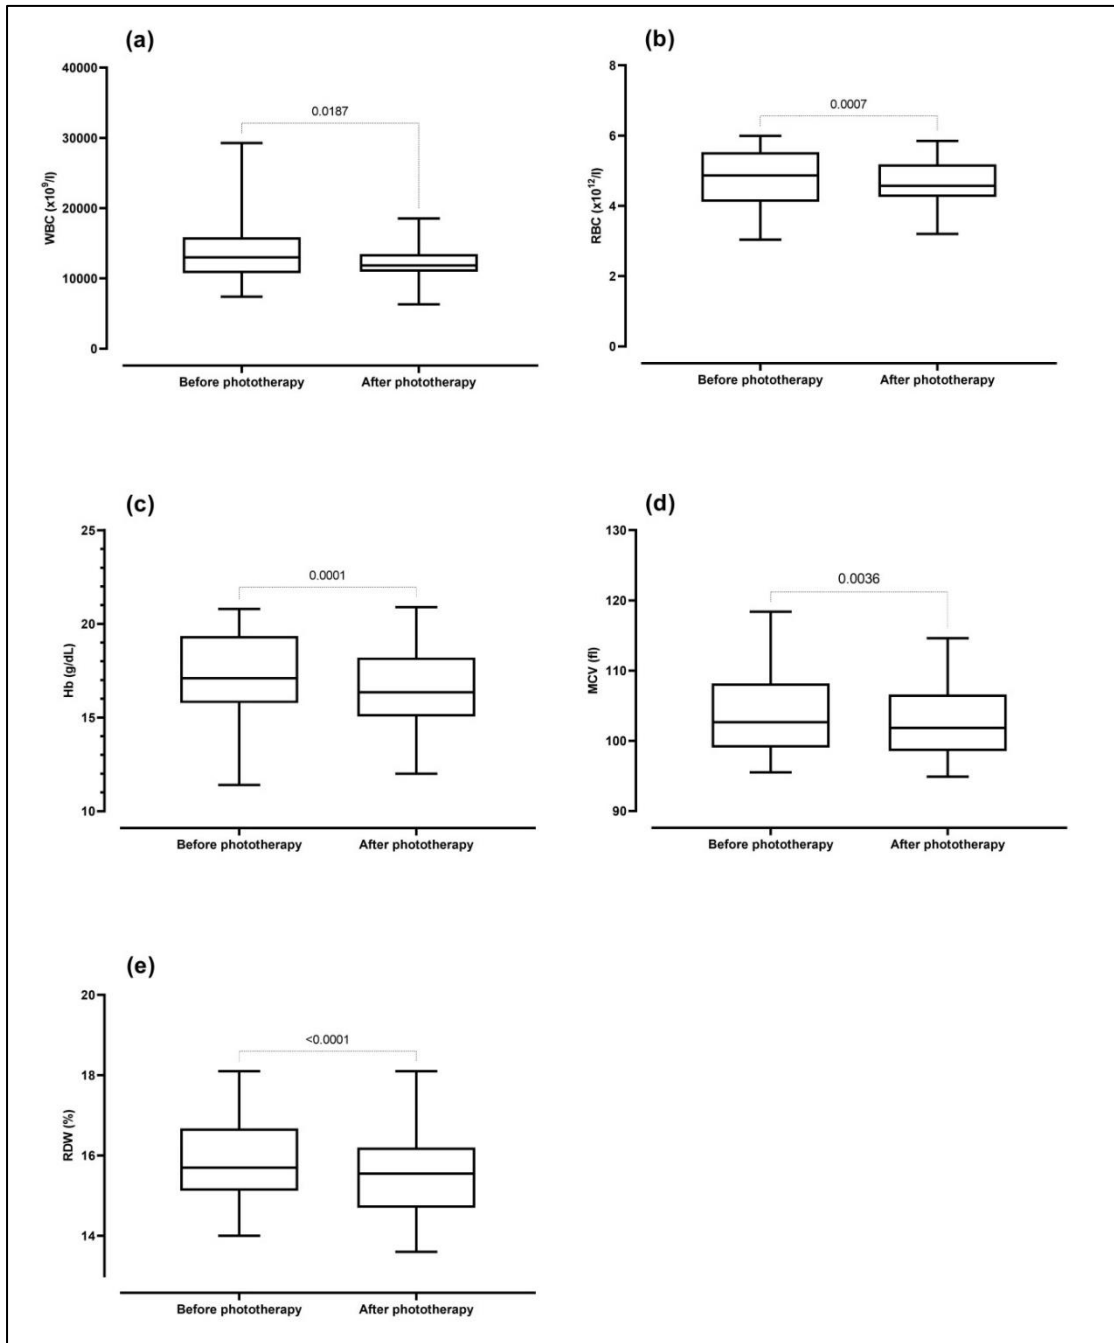 (a)
WBC (x10⁹/l)
40000
30000
20000
10000
0
0.0187
Before phototherapy
After phototherapy
(b)
RBC (x10¹²/l)
8
6
4
2
0
0.0007
Before phototherapy
After phototherapy
(c)
Hb (g/dL)
25
20
15
10
0.0001
Before phototherapy
After phototherapy
(d)
MCV (fl)
130
120
110
100
90
0.0036
Before phototherapy
After phototherapy
(e)
RDW (%)
20
18
16
14
<0.0001
Before phototherapy
After phototherapy